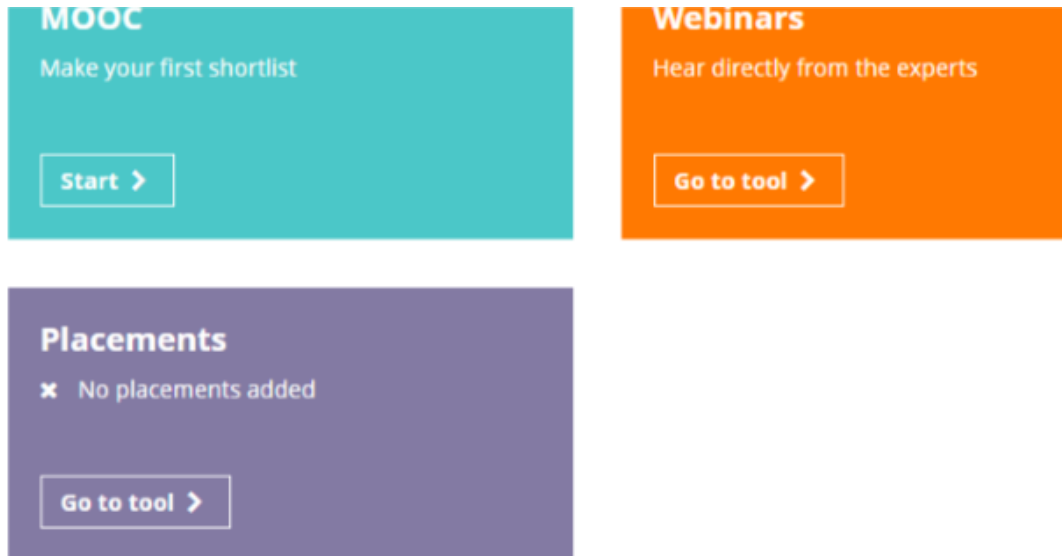 MOOC
Make your first shortlist
Start
Webinars
Hear directly from the experts
Go to tool
Placements
No placements added
Go to tool